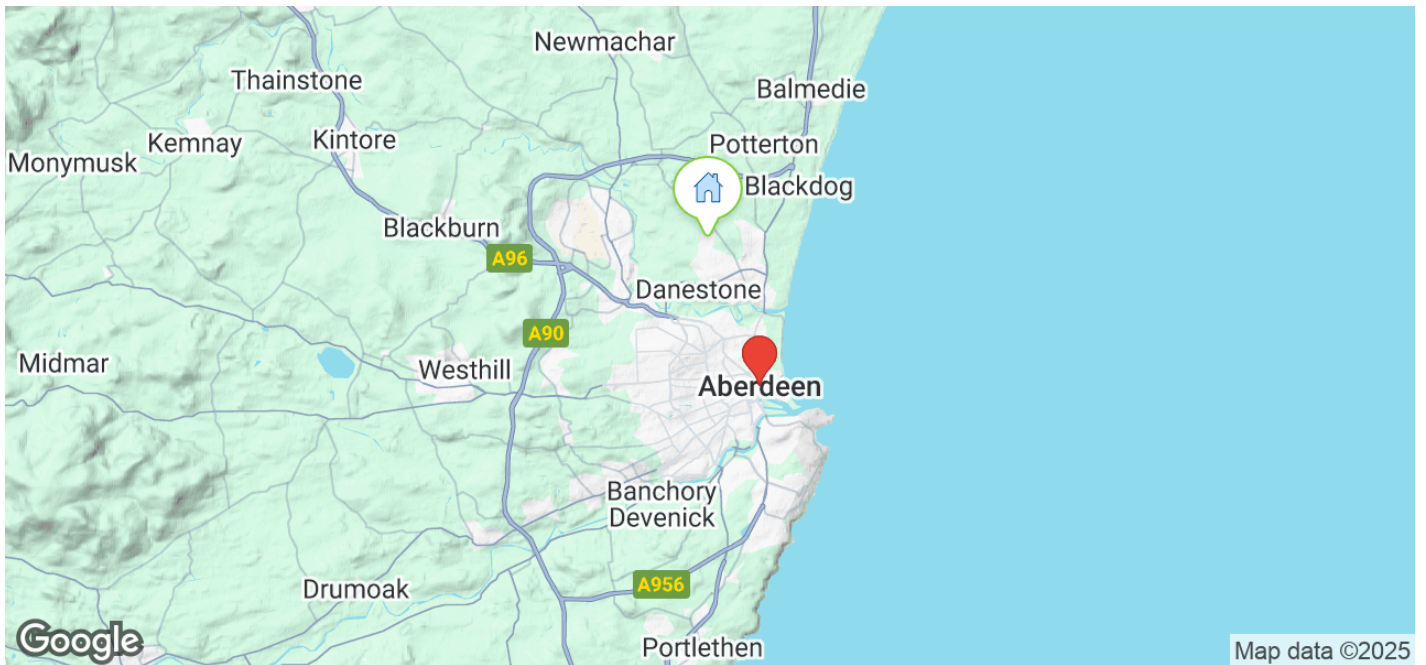 Newmachar
Thainstone
Balmedie
Kemnay
Kintore
Potterton
Monymusk
Blackdog
Blackburn
A96
Danestone
A90
Midmar
Westhill
Aberdeen
Banchory
Devenick
Drumoak
A956
Portlethen
Google
Map data ©2025